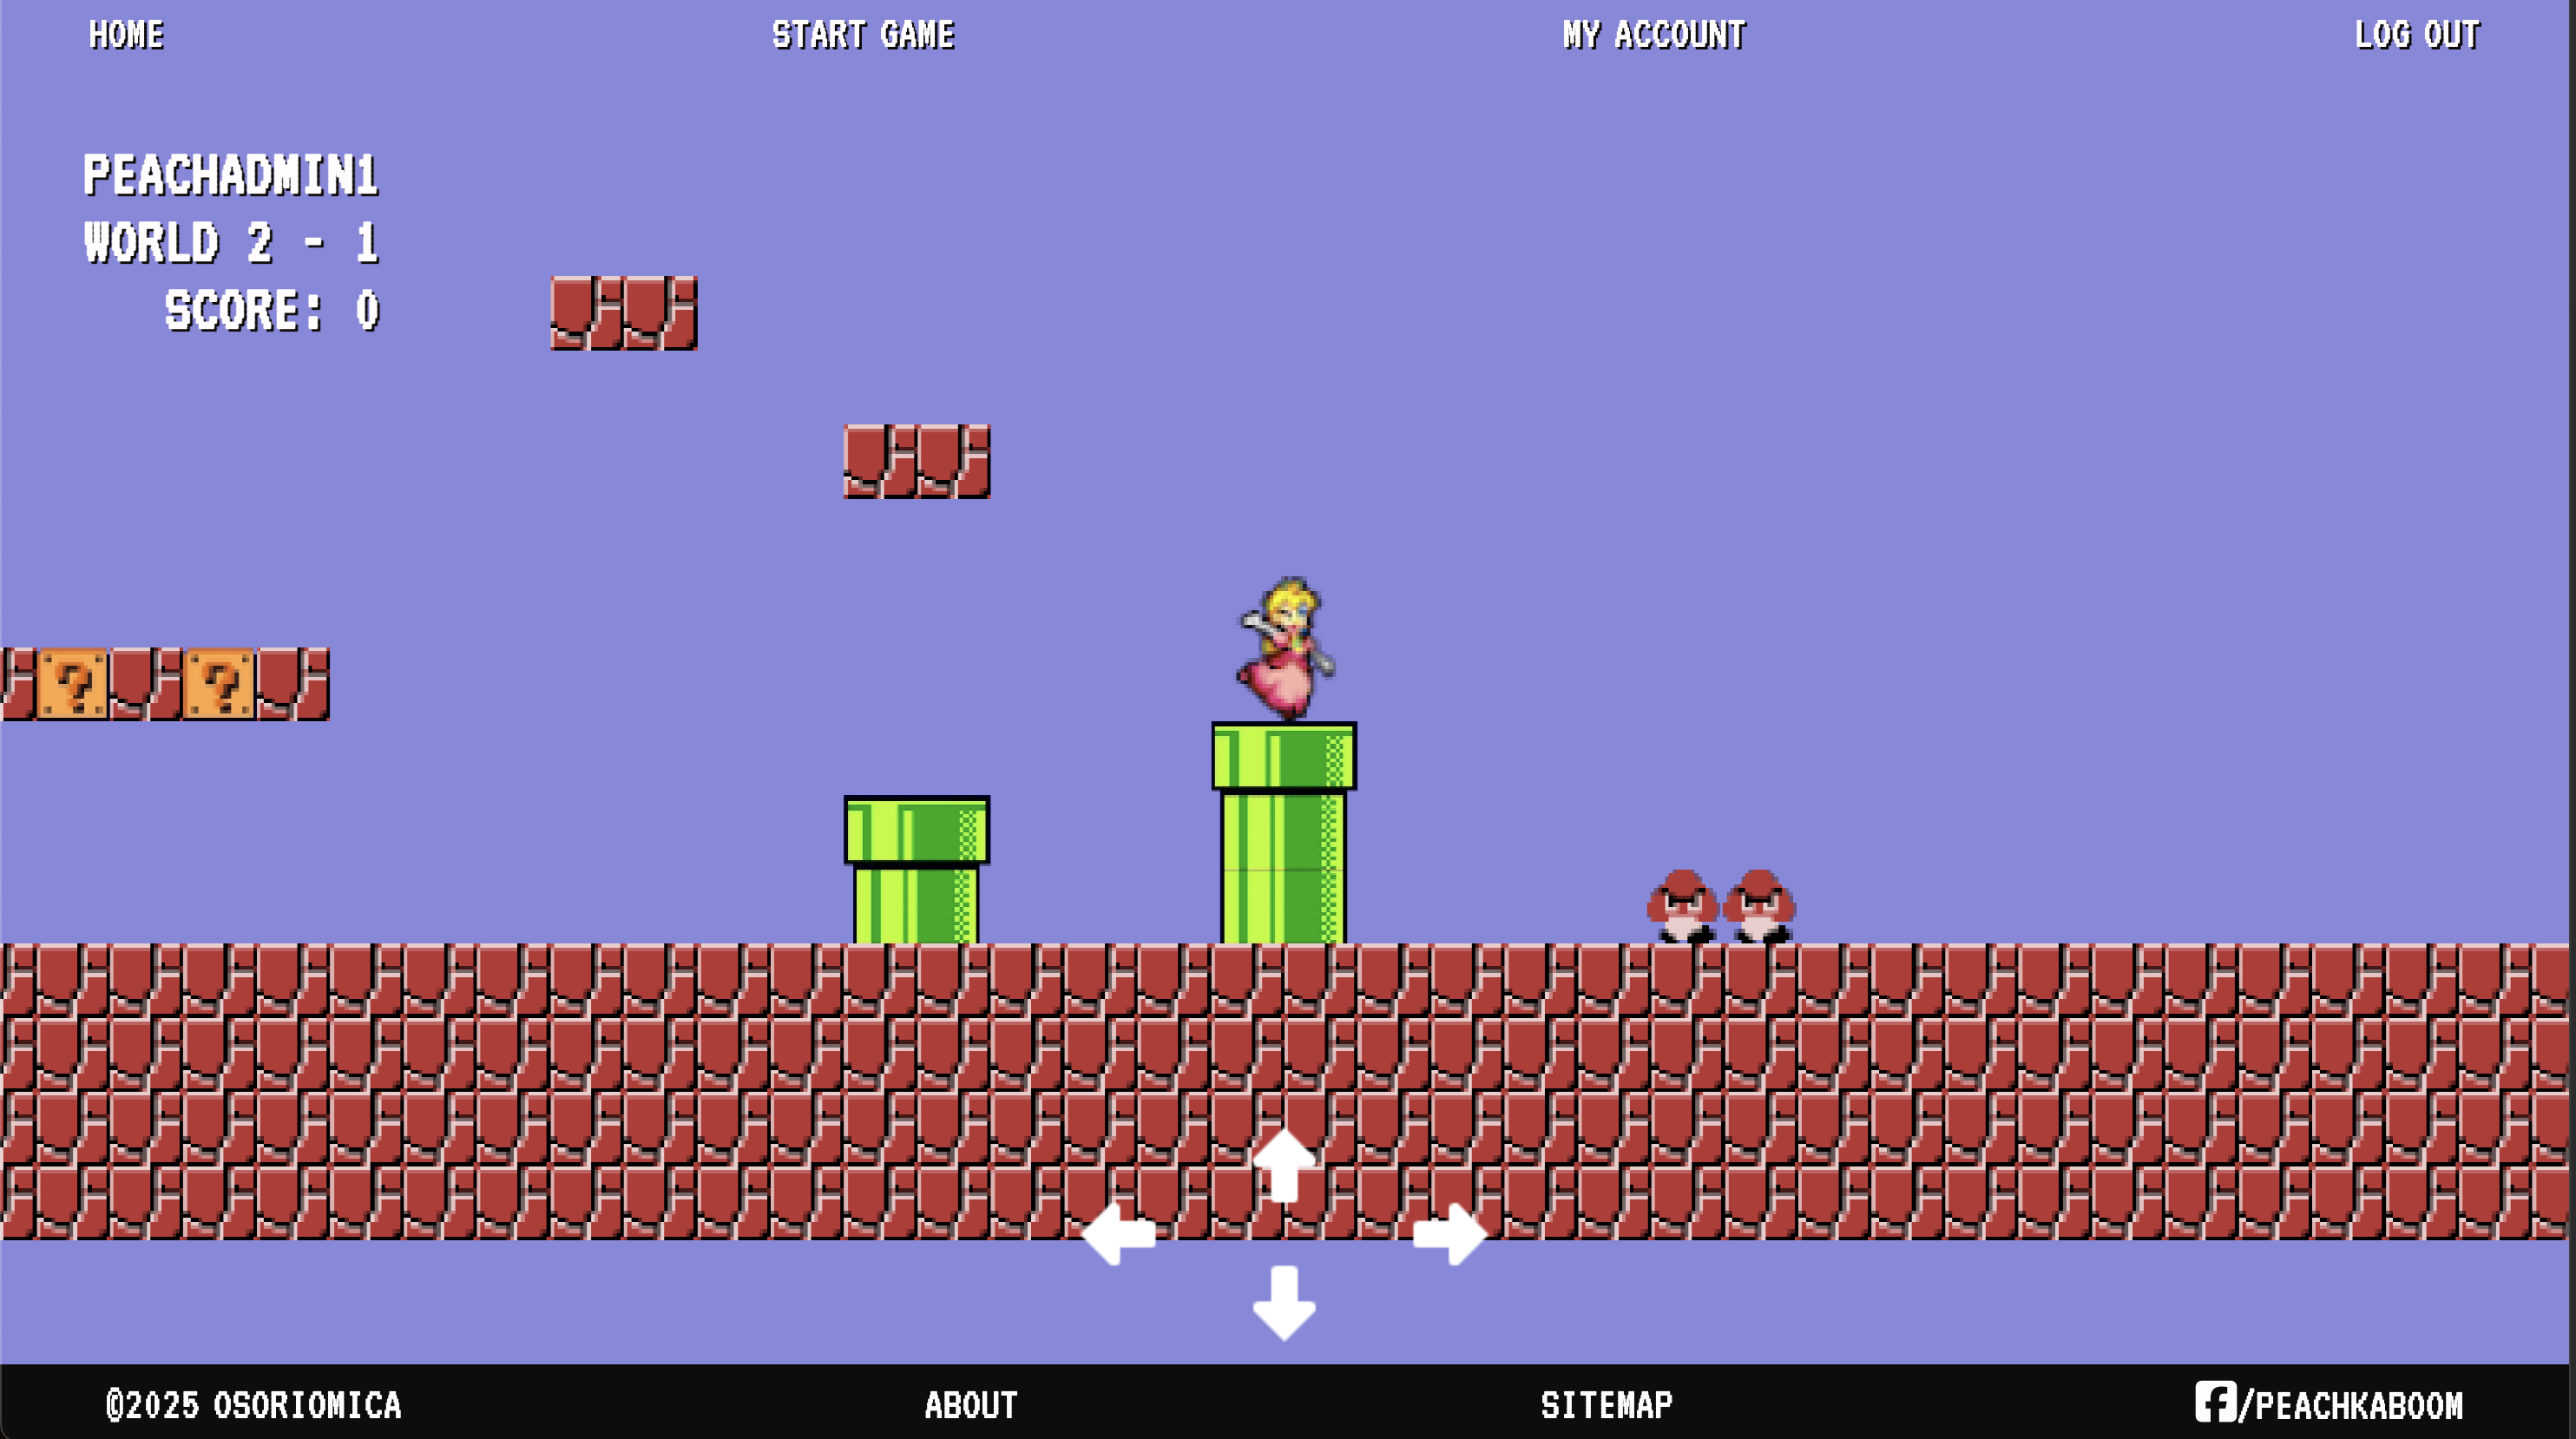 HOME
START GAME
MY ACCOUNT
LOG OUT
PEACHADMIN1
WORLD 2 - 1
SCORE: 0
?
?
©2025 OSORIOMICA
ABOUT
SITEMAP
/PEACHKABOOM